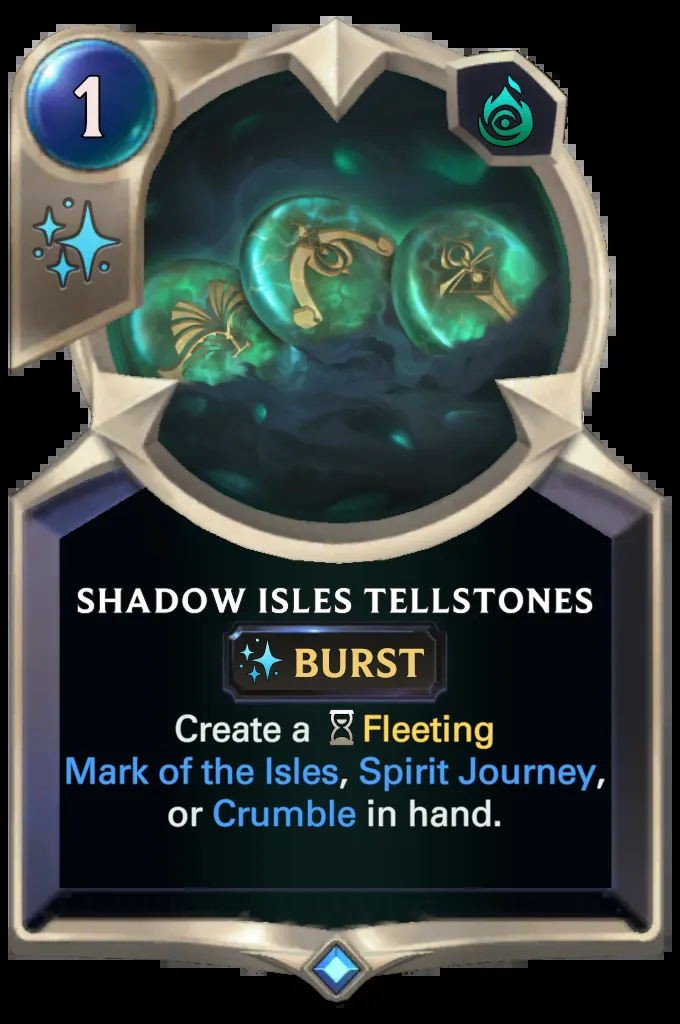 1
SHADOW ISLES TELLSTONES
BURST
Create a Fleeting
Mark of the Isles, Spirit Journey,
or Crumble in hand.